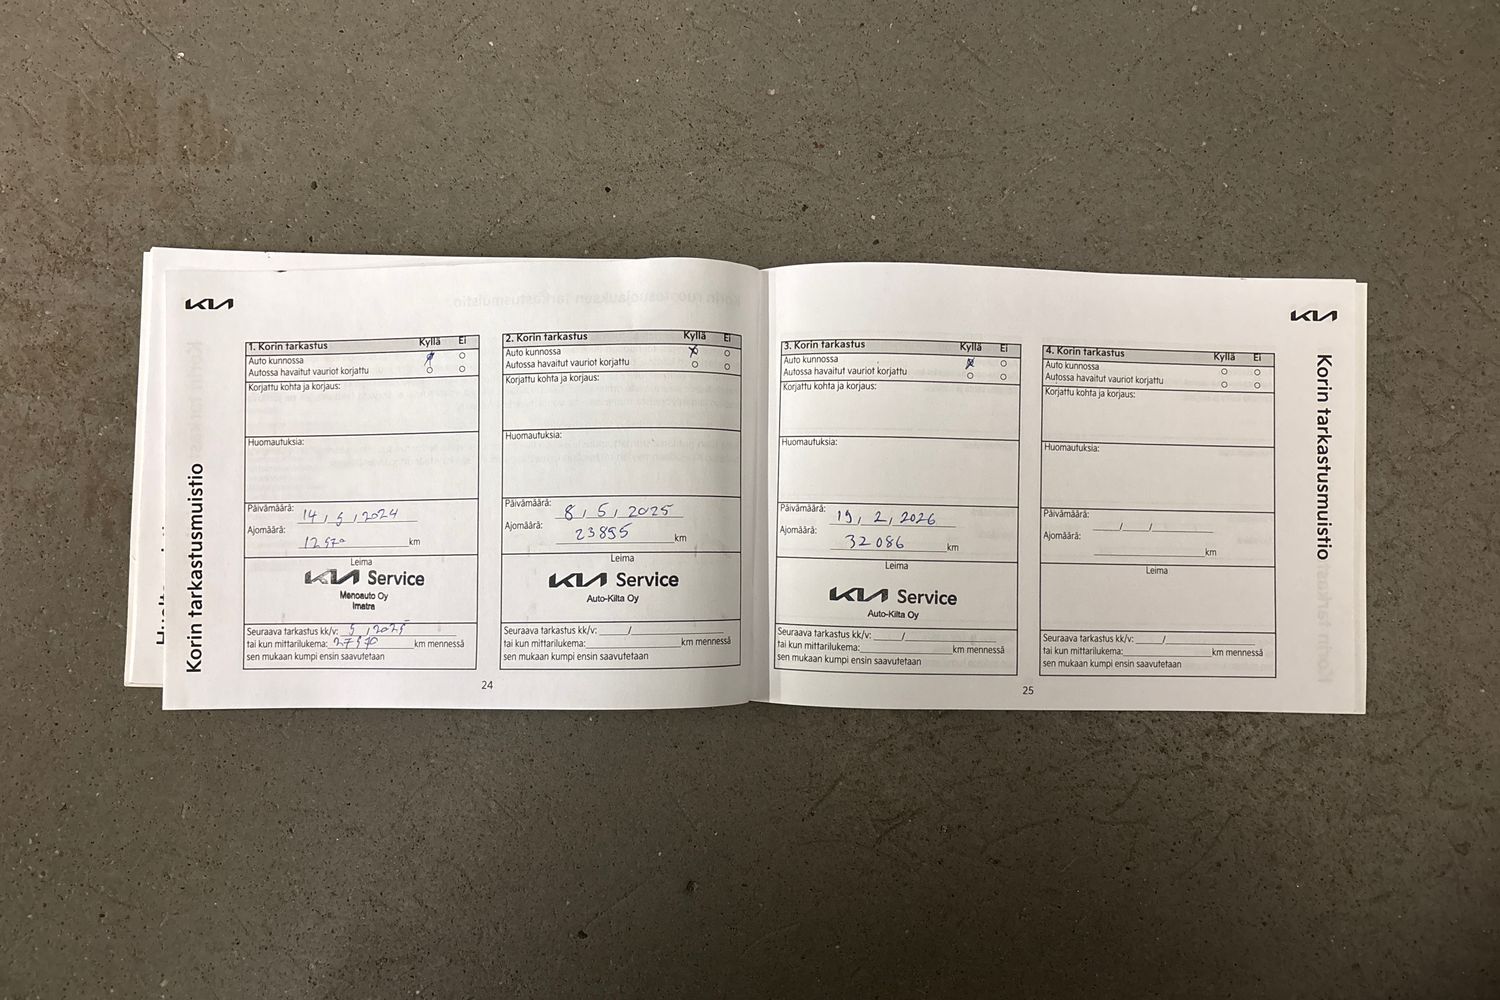 KIA
Korin tarkastusmuistio
1. Korin tarkastus Kyllä Ei
Auto kunnossa
Autossa havaitut vauriot korjattu
Korjattu kohta ja korjaus:
Huomautuksia:
Päivämäärä: 14, 5, 2024
Ajomäärä:
km
Leima
KIA Service
Menoauto Oy
Imatra
Seuraava tarkastus kk/v: 5, 2025
tai kun mittarilukema: km mennessä
sen mukaan kumpi ensin saavutetaan
2. Korin tarkastus Kyllä Ei
Auto kunnossa
Autossa havaitut vauriot korjattu
Korjattu kohta ja korjaus:
Huomautuksia:
Päivämäärä: 8, 5, 2025
Ajomäärä: 23895 km
Leima
KIA Service
Auto-Kilta Oy
Seuraava tarkastus kk/v: /
tai kun mittarilukema: km mennessä
sen mukaan kumpi ensin saavutetaan
24
KIA
Korin tarkastusmuistio
3. Korin tarkastus Kyllä Ei
Auto kunnossa
Autossa havaitut vauriot korjattu
Korjattu kohta ja korjaus:
Huomautuksia:
Päivämäärä: 19, 2, 2026
Ajomäärä: 32086 km
Leima
KIA Service
Auto-Kilta Oy
Seuraava tarkastus kk/v: /
tai kun mittarilukema: km mennessä
sen mukaan kumpi ensin saavutetaan
4. Korin tarkastus Kyllä Ei
Auto kunnossa
Autossa havaitut vauriot korjattu
Korjattu kohta ja korjaus:
Huomautuksia:
Päivämäärä: / /
Ajomäärä:
km
Leima
Seuraava tarkastus kk/v: /
tai kun mittarilukema: km mennessä
sen mukaan kumpi ensin saavutetaan
25